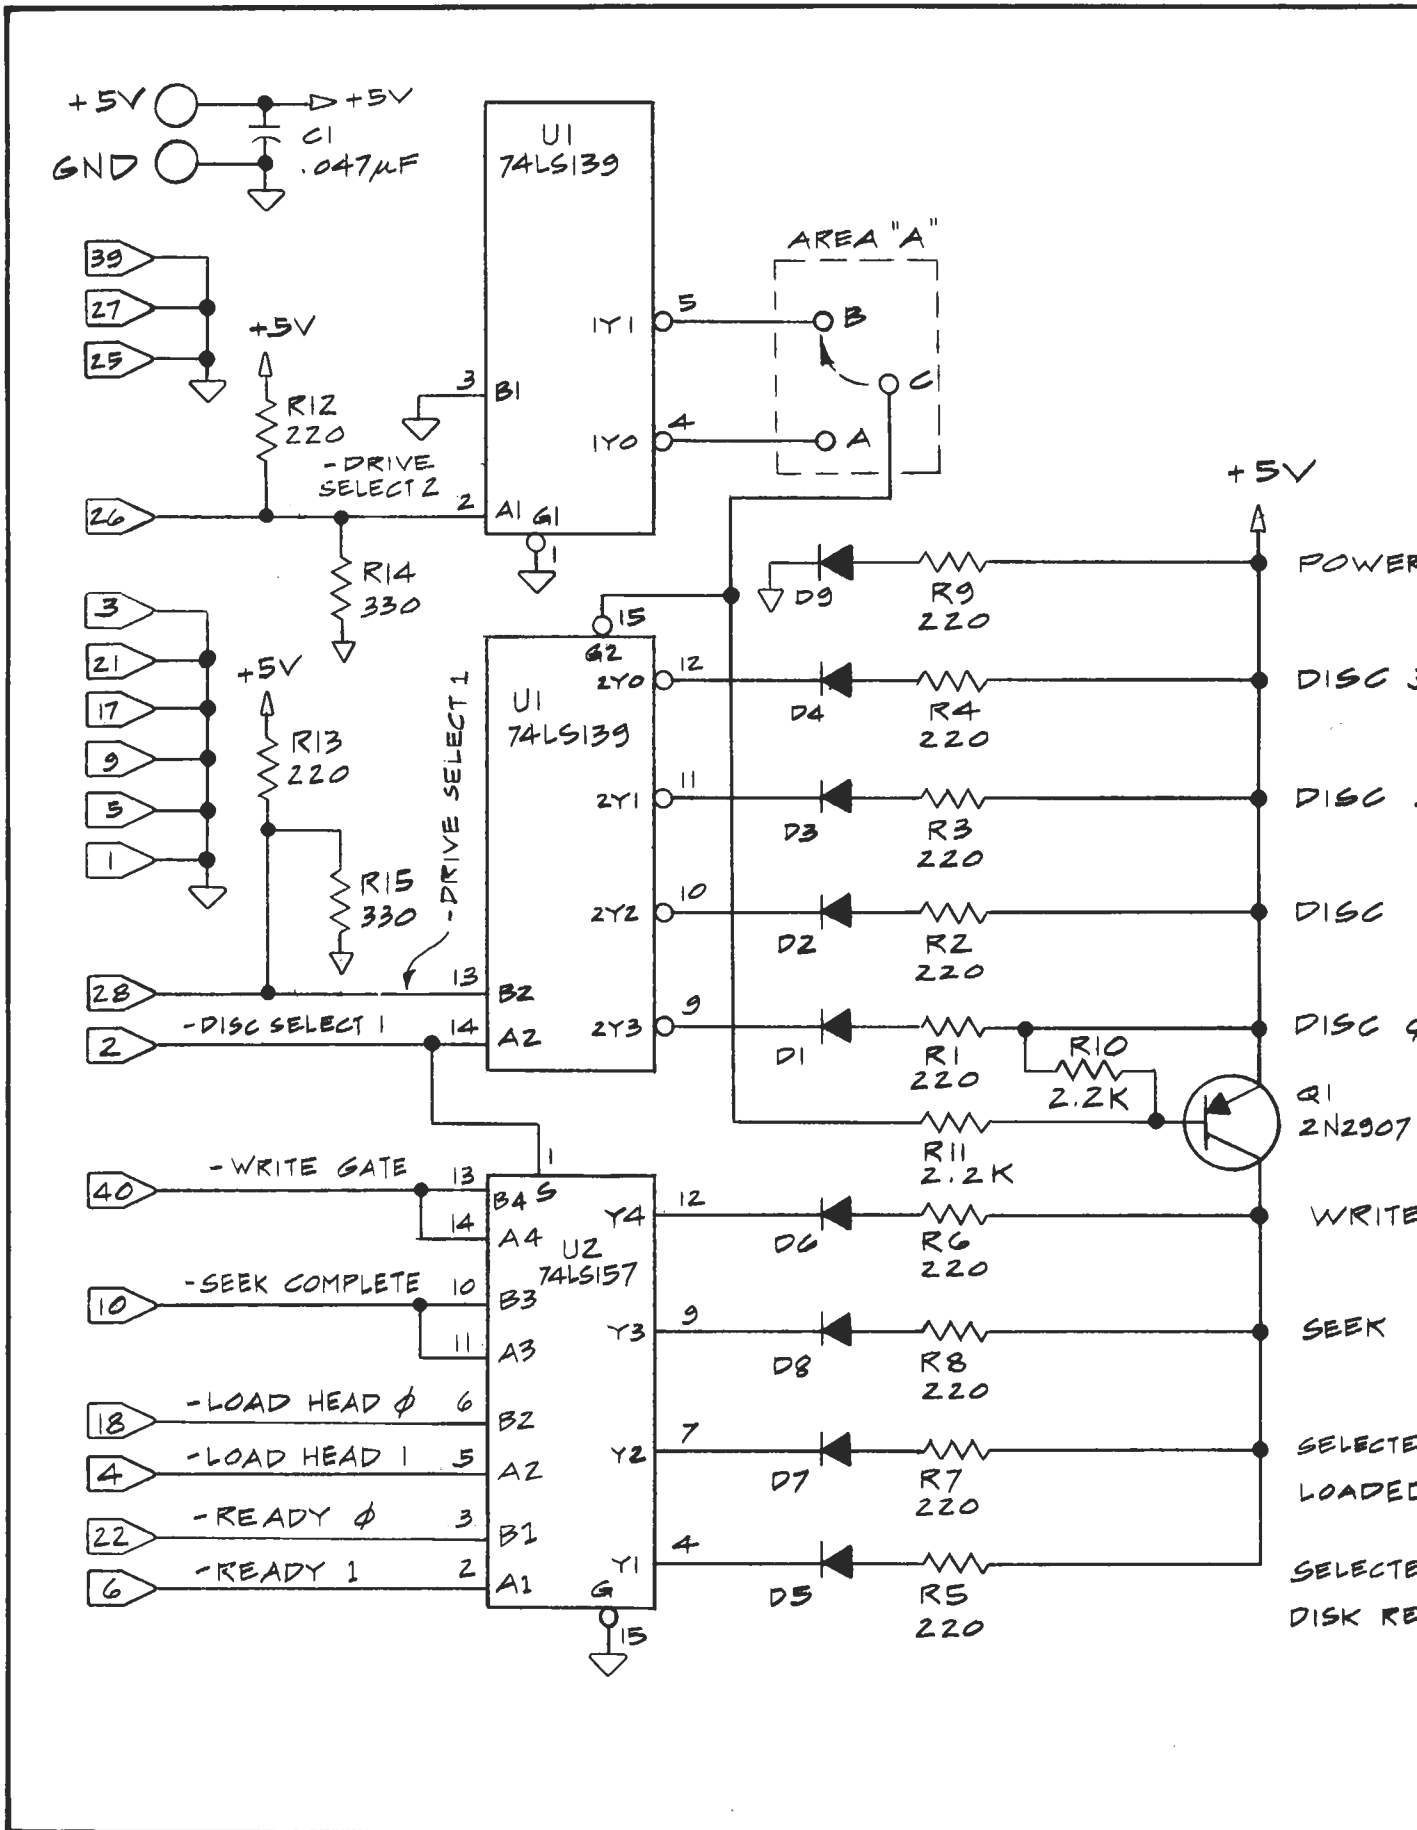 +5V
+5V
C1
.047µF
GND
U1
74LS139
AREA "A"
39
27
25
+5V
R12
220
3
B1
1Y1
5
B
C
1Y0
4
A
-DRIVE
SELECT 2
26
2
A1
G1
1
R14
330
+5V
POWER
D9
R9
220
3
21
17
9
5
1
+5V
R13
220
R15
330
-DRIVE SELECT 1
15
G2
U1
74LS139
2Y0
12
D4
R4
220
DISC
2Y1
11
D3
R3
220
DISC
2Y2
10
D2
R2
220
DISC
28
13
B2
2
-DISC SELECT 1
14
A2
2Y3
9
D1
R1
220
DISC
R10
2.2K
Q1
2N2907
R11
2.2K
40
-WRITE GATE
13
B4
14
A4
1
S
U2
74LS157
Y4
12
D6
R6
220
WRITE
10
-SEEK COMPLETE
10
B3
11
A3
Y3
9
D8
R8
220
SEEK
18
-LOAD HEAD ϕ
6
B2
4
-LOAD HEAD 1
5
A2
Y2
7
D7
R7
220
SELECTE
LOADED
22
-READY ϕ
3
B1
6
-READY 1
2
A1
Y1
4
D5
R5
220
SELECTE
DISK RE
G
15